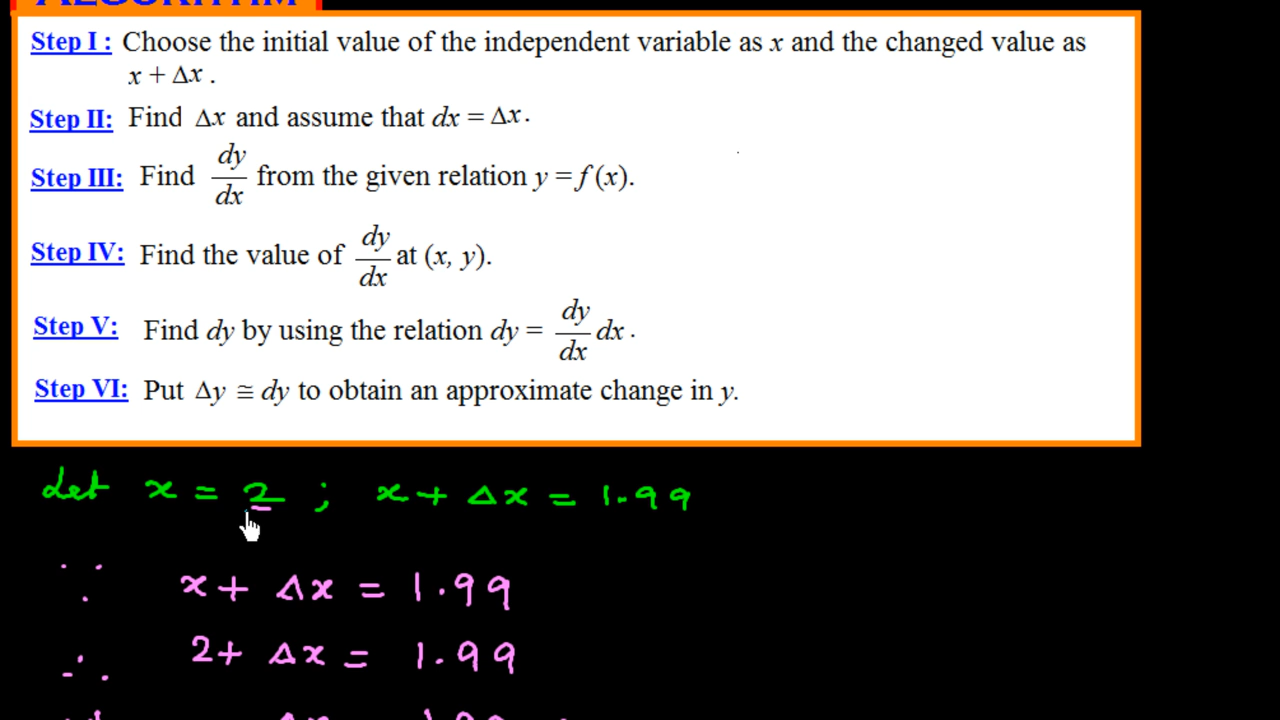 ALGORITHM
Step I : Choose the initial value of the independent variable as x and the changed value as
x + Δx .
Step II: Find Δx and assume that dx = Δx.
Step III: Find dy/dx from the given relation y = f (x).
Step IV: Find the value of dy/dx at (x, y).
Step V: Find dy by using the relation dy = dy/dx dx .
Step VI: Put Δy ≅ dy to obtain an approximate change in y.
Let x = 2 ; x + Δx = 1.99
∵ x + Δx = 1.99
∴ 2 + Δx = 1.99